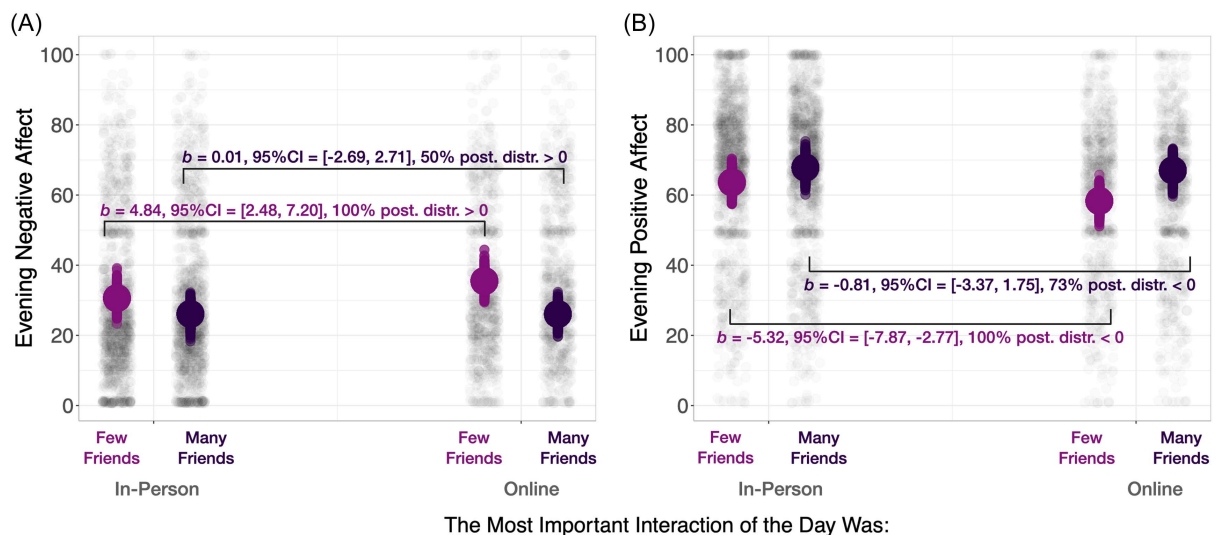 (A)
Evening Negative Affect
100
80
60
40
20
0
b = 0.01, 95%CI = [-2.69, 2.71], 50% post. distr. > 0
b = 4.84, 95%CI = [2.48, 7.20], 100% post. distr. > 0
Few Many Few Many
Friends Friends Friends Friends
In-Person Online
(B)
Evening Positive Affect
100
80
60
40
20
0
b = -0.81, 95%CI = [-3.37, 1.75], 73% post. distr. < 0
b = -5.32, 95%CI = [-7.87, -2.77], 100% post. distr. < 0
Few Many Few Many
Friends Friends Friends Friends
In-Person Online
The Most Important Interaction of the Day Was: